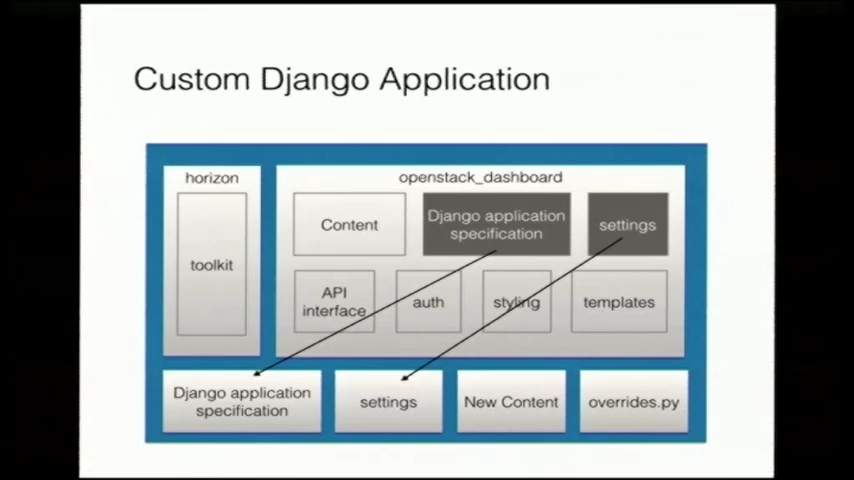 Custom Django Application
horizon
openstack_dashboard
toolkit
Content
Django application
specification
settings
API
interface
auth
styling
templates
Django application
specification
settings
New Content
overrides.py